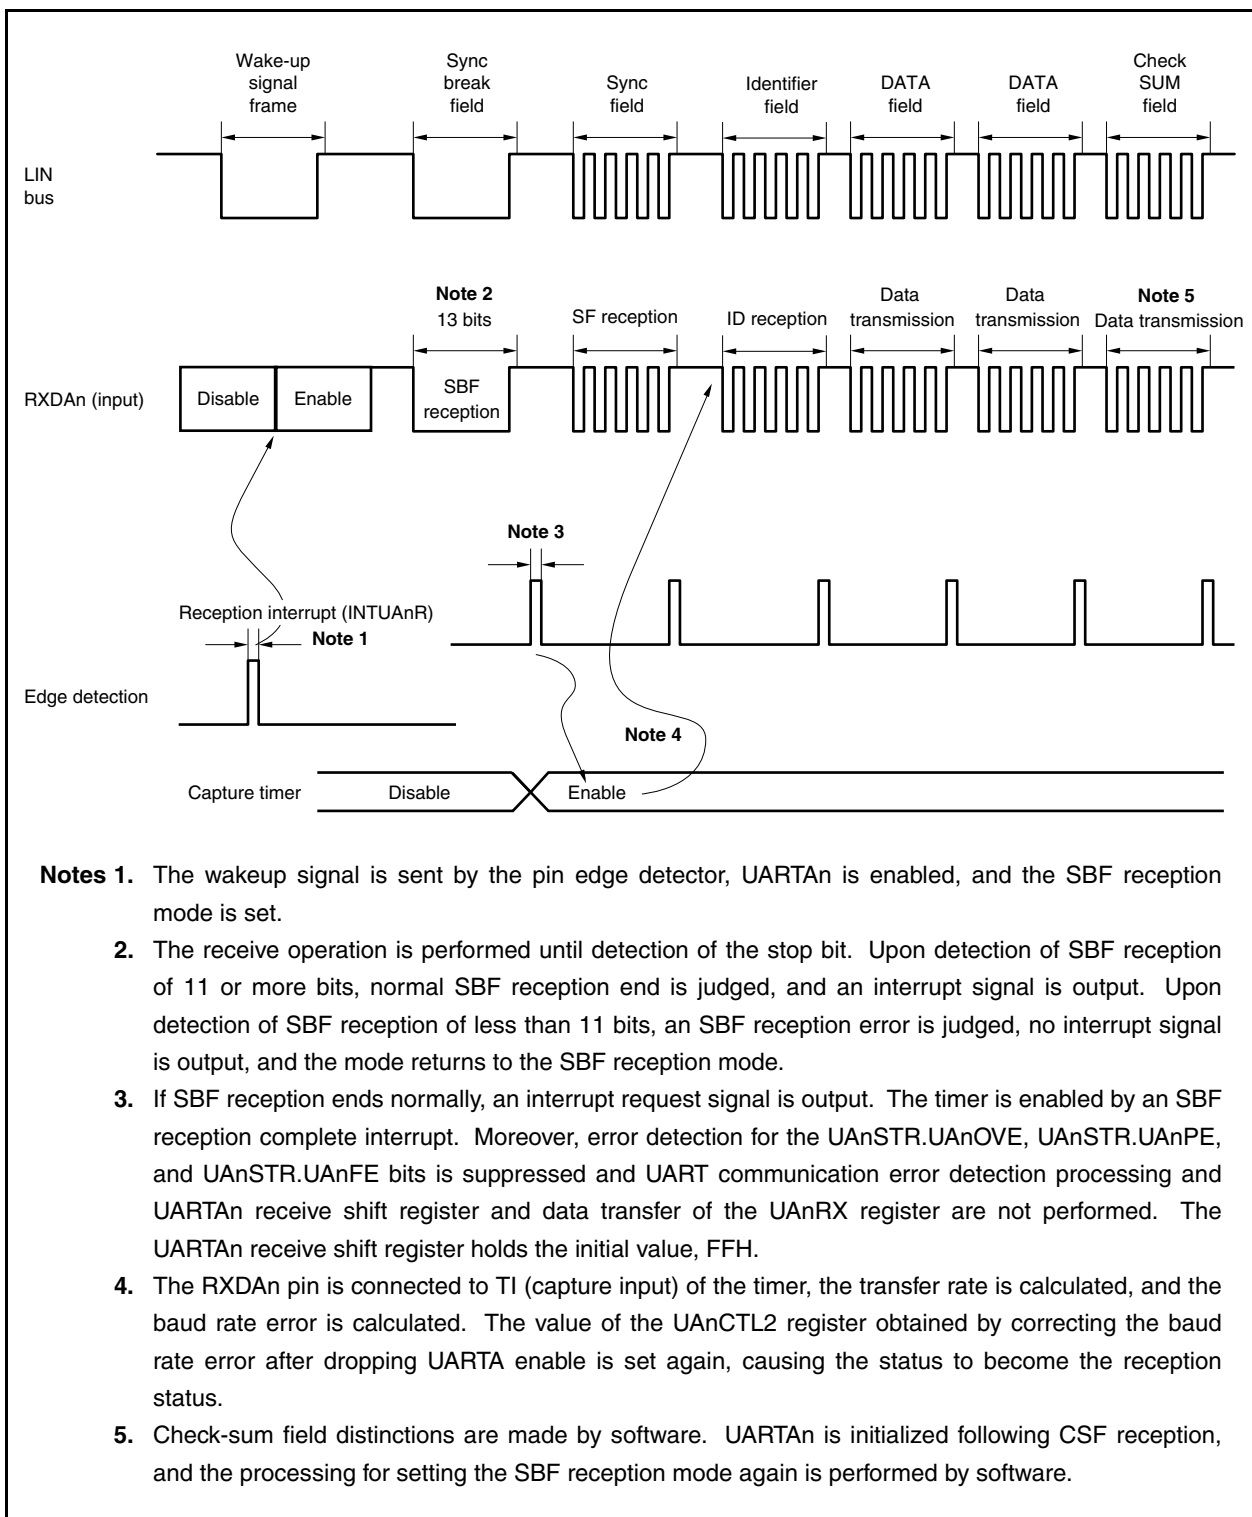 Wake-up
signal
frame
Sync
break
field
Sync
field
Identifier
field
DATA
field
DATA
field
Check
SUM
field
LIN
bus
Note 2
13 bits
SF reception
ID reception
Data
transmission
Data
transmission
Note 5
Data transmission
RXDAn (input)
Disable
Enable
SBF
reception
Note 3
Reception interrupt (INTUAnR)
Note 1
Edge detection
Note 4
Capture timer
Disable
Enable
Notes 1. The wakeup signal is sent by the pin edge detector, UARTAn is enabled, and the SBF reception
mode is set.
2. The receive operation is performed until detection of the stop bit. Upon detection of SBF reception
of 11 or more bits, normal SBF reception end is judged, and an interrupt signal is output. Upon
detection of SBF reception of less than 11 bits, an SBF reception error is judged, no interrupt signal
is output, and the mode returns to the SBF reception mode.
3. If SBF reception ends normally, an interrupt request signal is output. The timer is enabled by an SBF
reception complete interrupt. Moreover, error detection for the UAnSTR.UAnOVE, UAnSTR.UAnPE,
and UAnSTR.UAnFE bits is suppressed and UART communication error detection processing and
UARTAn receive shift register and data transfer of the UAnRX register are not performed. The
UARTAn receive shift register holds the initial value, FFH.
4. The RXDAn pin is connected to TI (capture input) of the timer, the transfer rate is calculated, and the
baud rate error is calculated. The value of the UAnCTL2 register obtained by correcting the baud
rate error after dropping UARTA enable is set again, causing the status to become the reception
status.
5. Check-sum field distinctions are made by software. UARTAn is initialized following CSF reception,
and the processing for setting the SBF reception mode again is performed by software.